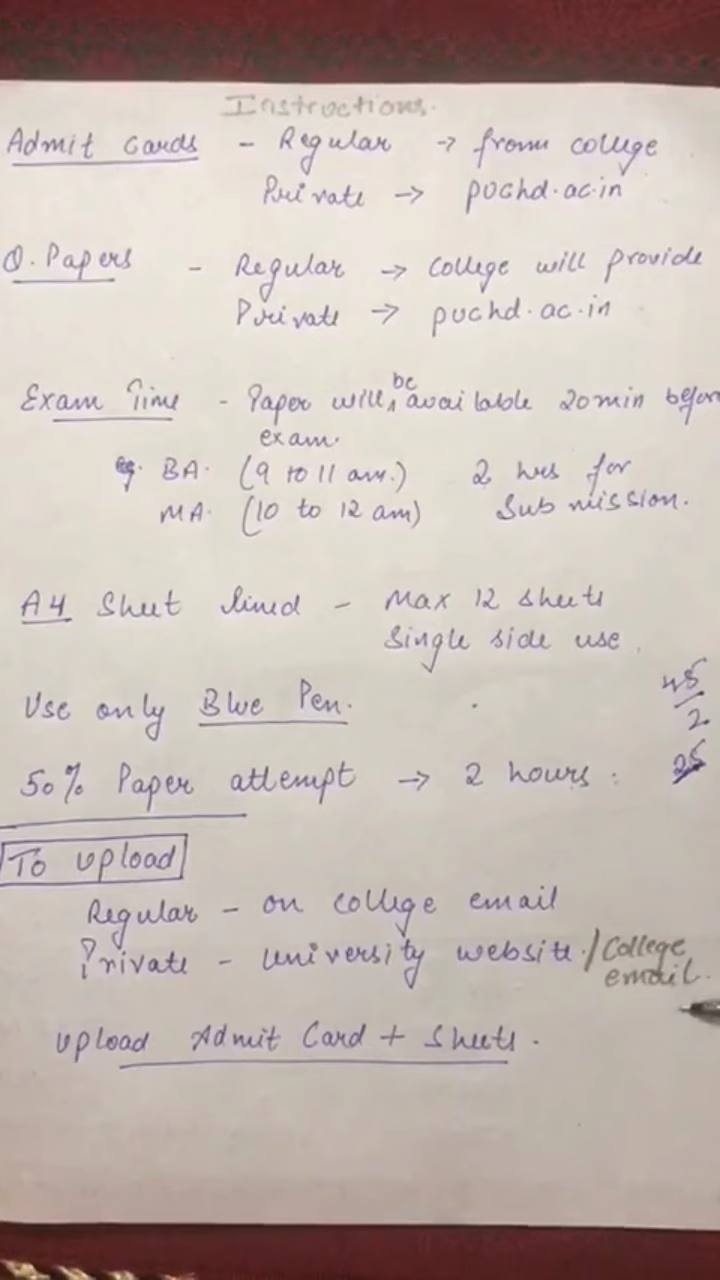 Instructions.
Admit Cards - Regular → from college
Private → puchd.ac.in
Q. Papers - Regular → College will provide
Private → puchd.ac.in
Exam Time - Paper will be available 20 min before
exam.
eg. BA. (9 to 11 am.) 2 hrs for
MA. (10 to 12 am) Submission.
A4 Sheet lined - Max 12 sheets
Single side use.
Use only Blue Pen.
45/2
50% Paper attempt → 2 hours :
25
To upload
Regular - on college email
Private - University website./College
email.
Upload Admit Card + Sheets.